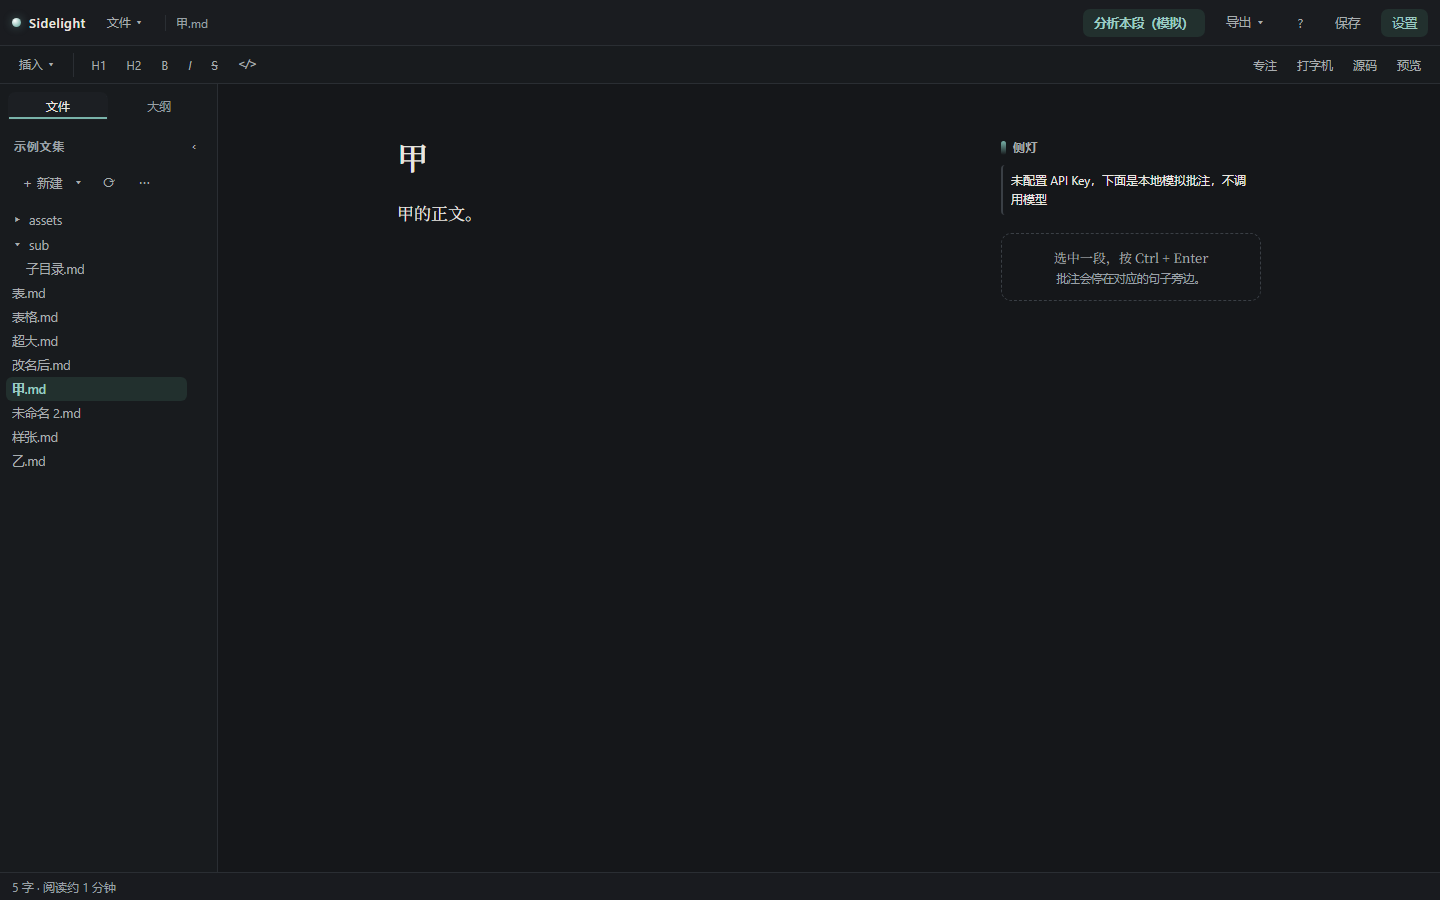 Sidelight 文件 甲.md 分析本段（模拟） 导出 ? 保存 设置
插入 H1 H2 B I S </> 专注 打字机 源码 预览
文件 大纲
示例文集
+ 新建 ...
assets
sub
子目录.md
表.md
表格.md
超大.md
改名后.md
甲.md
未命名 2.md
样张.md
乙.md
甲
甲的正文。
侧灯
未配置 API Key，下面是本地模拟批注，不调
用模型
选中一段，按 Ctrl + Enter
批注会停在对应的句子旁边。
5 字 · 阅读约 1 分钟